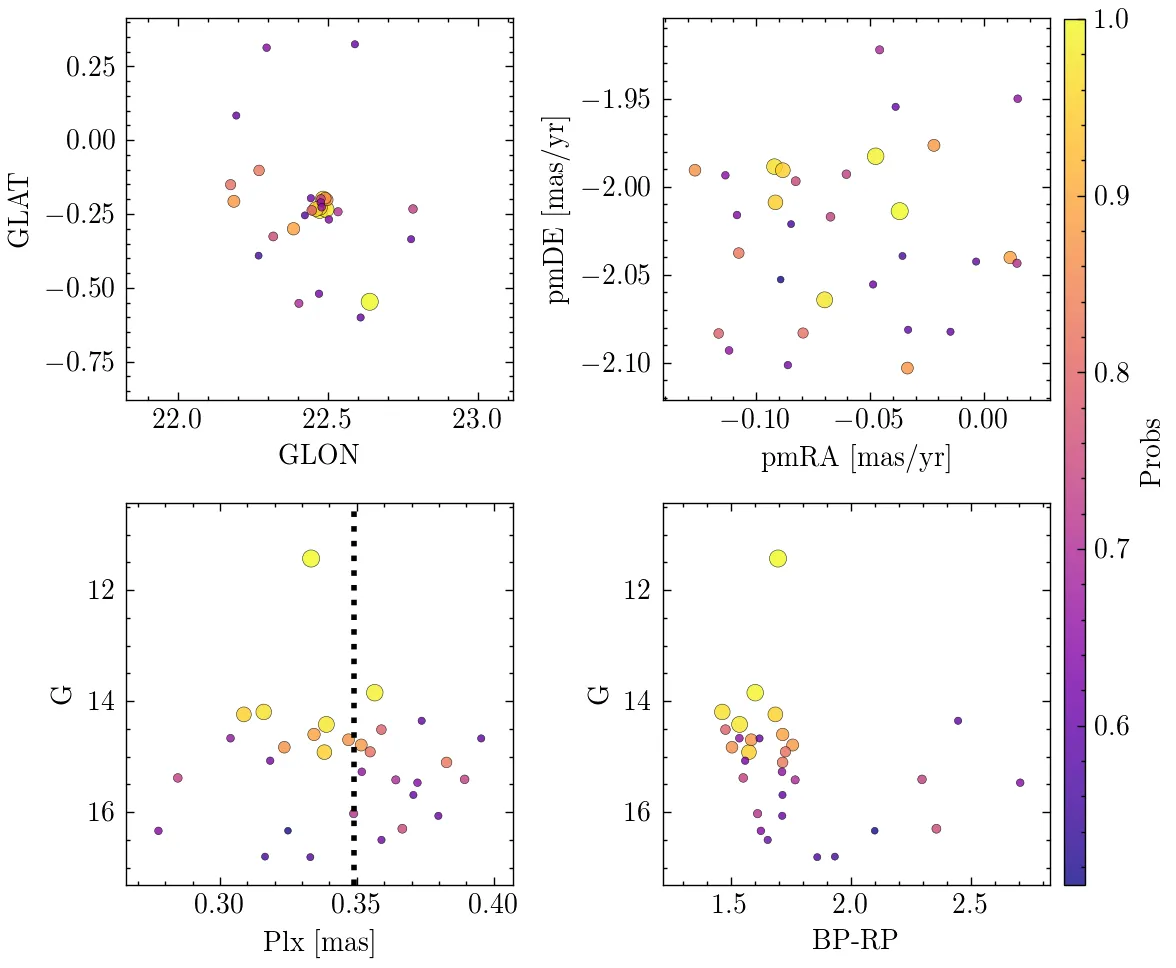 0.25
0.00
−0.25
−0.50
−0.75
GLAT
22.0 22.5 23.0
GLON
−1.95
−2.00
−2.05
−2.10
pmDE [mas/yr]
−0.10 −0.05 0.00
pmRA [mas/yr]
1.0
0.9
0.8
0.7
0.6
Probs
12
14
16
G
0.30 0.35 0.40
Plx [mas]
12
14
16
G
1.5 2.0 2.5
BP-RP